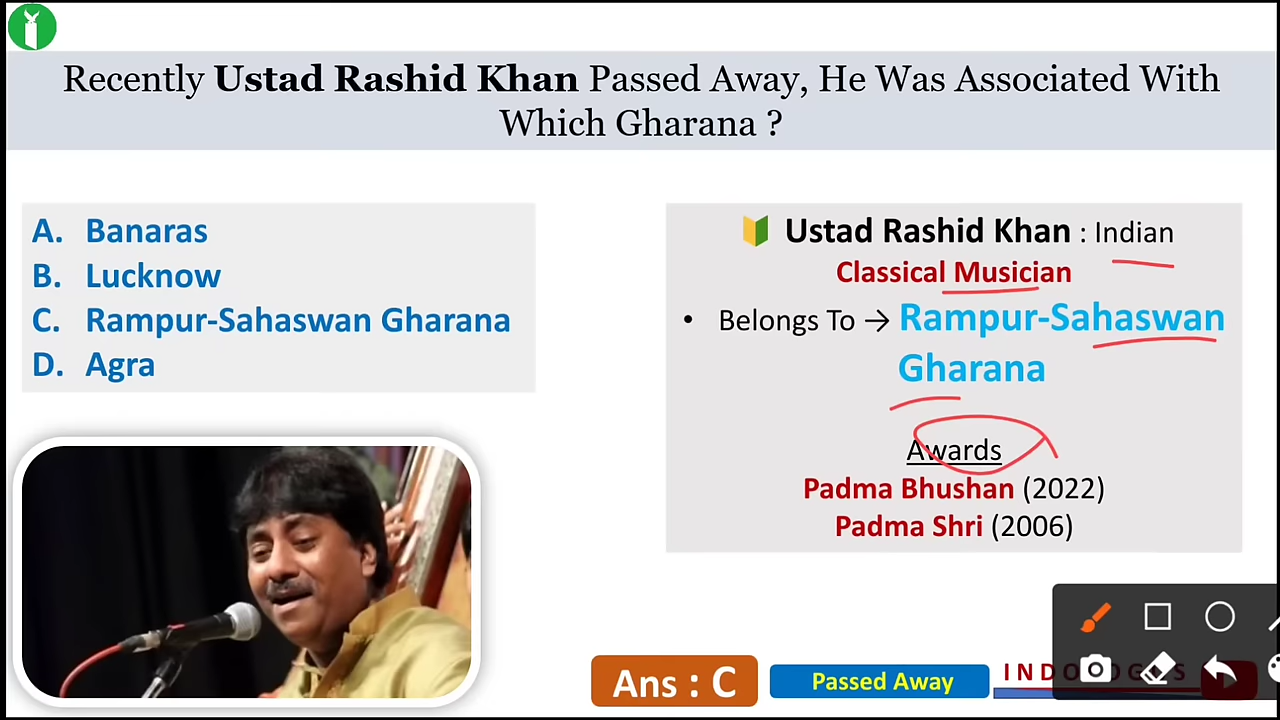 Recently Ustad Rashid Khan Passed Away, He Was Associated With
Which Gharana ?
A. Banaras
B. Lucknow
C. Rampur-Sahaswan Gharana
D. Agra
Ustad Rashid Khan : Indian
Classical Musician
• Belongs To → Rampur-Sahaswan
Gharana
Awards
Padma Bhushan (2022)
Padma Shri (2006)
Ans : C
Passed Away